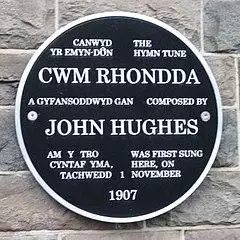 CANWYD THE
YR EMYN-DÔN HYMN TUNE
CWM RHONDDA
A GYFANSODDWYD GAN COMPOSED BY
JOHN HUGHES
AM Y TRO WAS FIRST SUNG
CYNTAF YMA, HERE, ON
TACHWEDD 1 NOVEMBER
1907